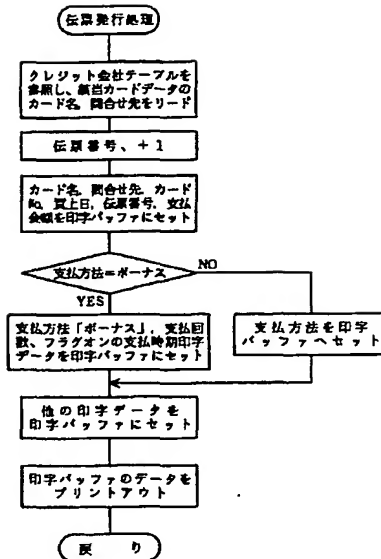 伝票発行処理
クレジット会社テーブルを
参照し、該当カードデータの
カード名、問合せ先をリード
伝票番号、+1
カード名、問合せ先、カード
No、買上日、伝票番号、支払
金額を印字バッファにセット
支払方法=ボーナス
NO
YES
支払方法「ボーナス」、支払回
数、フラグオンの支払時期印字
データを印字バッファにセット
支払方法を印字
バッファへセット
他の印字データを
印字バッファにセット
印字バッファのデータを
プリントアウト
戻り